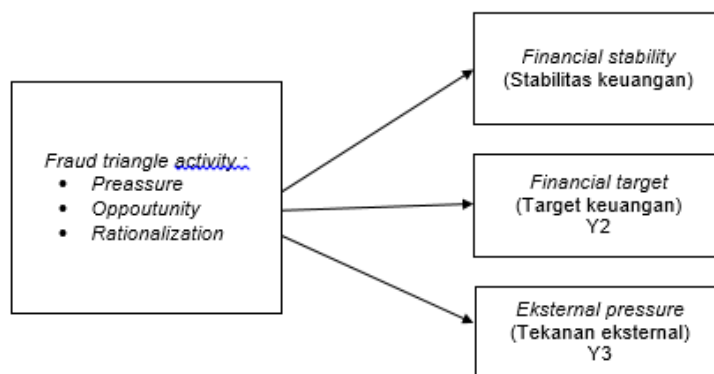 Fraud triangle activity :
• Preassure
• Oppoutunity
• Rationalization
Financial stability
(Stabilitas keuangan)
Financial target
(Target keuangan)
Y2
Eksternal pressure
(Tekanan eksternal)
Y3